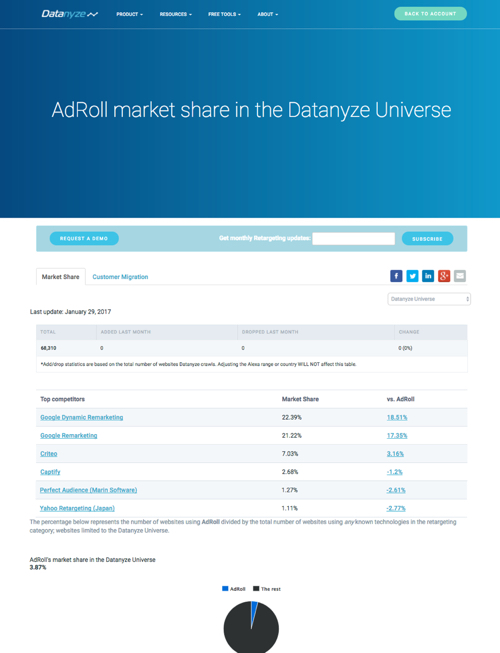 Datanyze
PRODUCT RESOURCES FREE TOOLS ABOUT BACK TO ACCOUNT
AdRoll market share in the Datanyze Universe
REQUEST A DEMO Get monthly Retargeting updates: SUBSCRIBE
Market Share Customer Migration
Datanyze Universe
Last update: January 29, 2017
TOTAL ADDED LAST MONTH DROPPED LAST MONTH CHANGE
68,310 0 0 0 (0%)
*Add/drop statistics are based on the total number of websites Datanyze crawls. Adjusting the Alexa range or country WILL NOT affect this table.
Top competitors Market Share vs. AdRoll
Google Dynamic Remarketing 22.39% 18.51%
Google Remarketing 21.22% 17.35%
Criteo 7.03% 3.16%
Captify 2.68% -1.2%
Perfect Audience (Marin Software) 1.27% -2.61%
Yahoo Retargeting (Japan) 1.11% -2.77%
The percentage below represents the number of websites using AdRoll divided by the total number of websites using any known technologies in the retargeting
category; websites limited to the Datanyze Universe.
AdRoll's market share in the Datanyze Universe
3.87%
AdRoll The rest